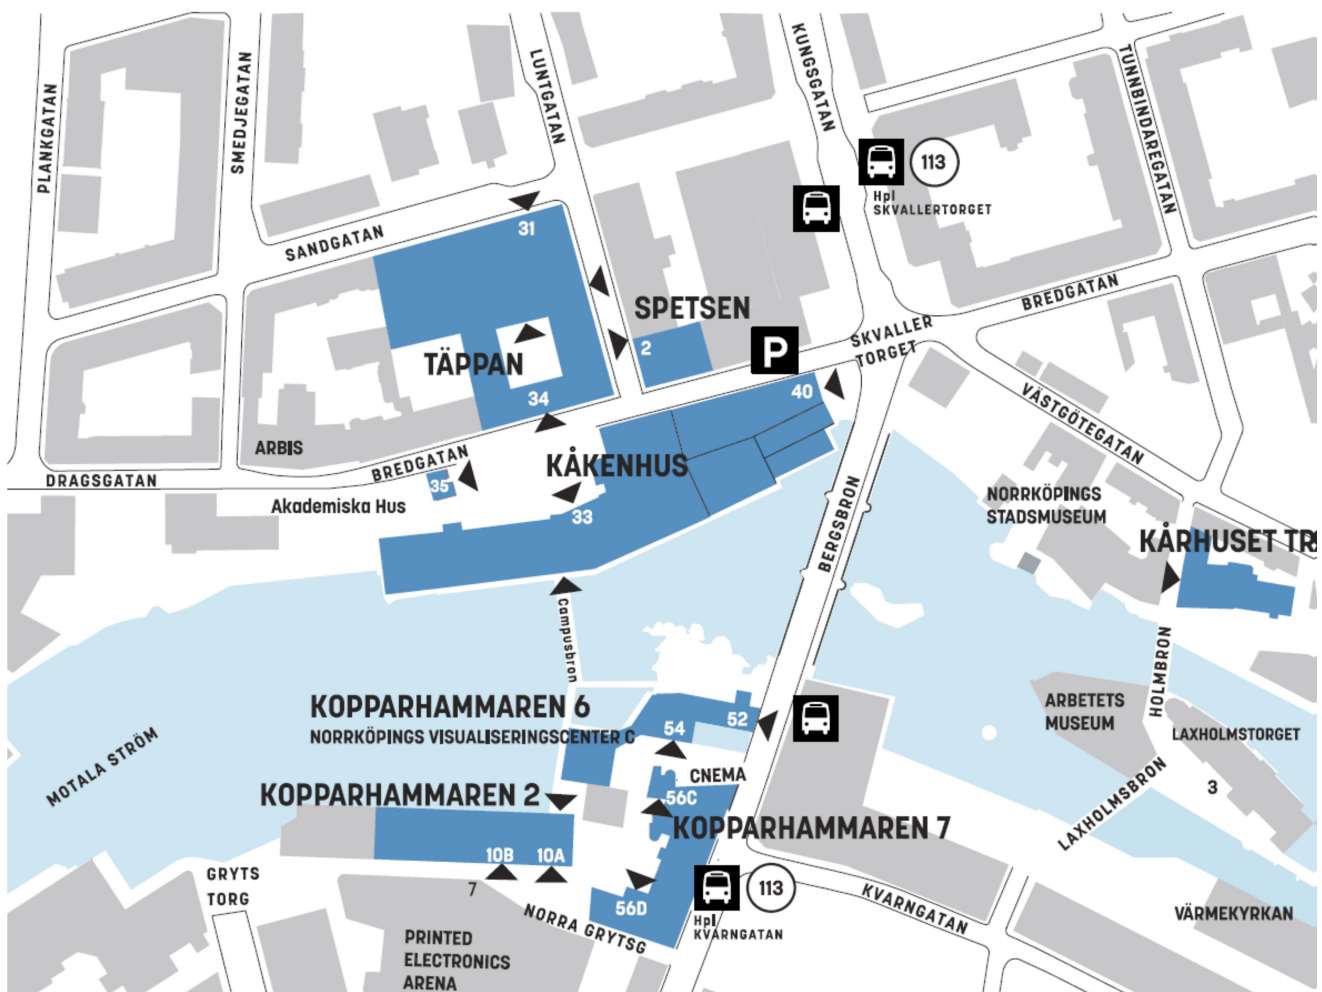 PLANKGATAN
SMEDJEGATAN
LUNTGATAN
KUNGSGATAN
TUNNBINDAREGATAN
113
Hpl
SKVALLERTORGET
31
SANDGATAN
SPETSEN
2
P
SKVALLER
TORGET
BREDGATAN
TÄPPAN
34
40
VÄSTGÖTEGATAN
ARBIS
BREDGATAN
KÅKENHUS
DRAGSGATAN
35
Akademiska Hus
33
BERGSBRON
NORRKÖPINGS
STADSMUSEUM
KÅRHUSET TR
Campusbron
HOLMBRON
KOPPARHAMMAREN 6
NORRKÖPINGS VISUALISERINGSCENTER C
54
52
ARBETETS
MUSEUM
LAXHOLMSTORGET
MOTALA STRÖM
CNEMA
3
LAXHOLMSBRON
KOPPARHAMMAREN 2
56C
KOPPARHAMMAREN 7
10B
10A
7
GRYTS
TORG
56D
NORRA GRYTSG
113
Hpl
KVARNGATAN
KVARNGATAN
VÄRMEKYRKAN
PRINTED
ELECTRONICS
ARENA